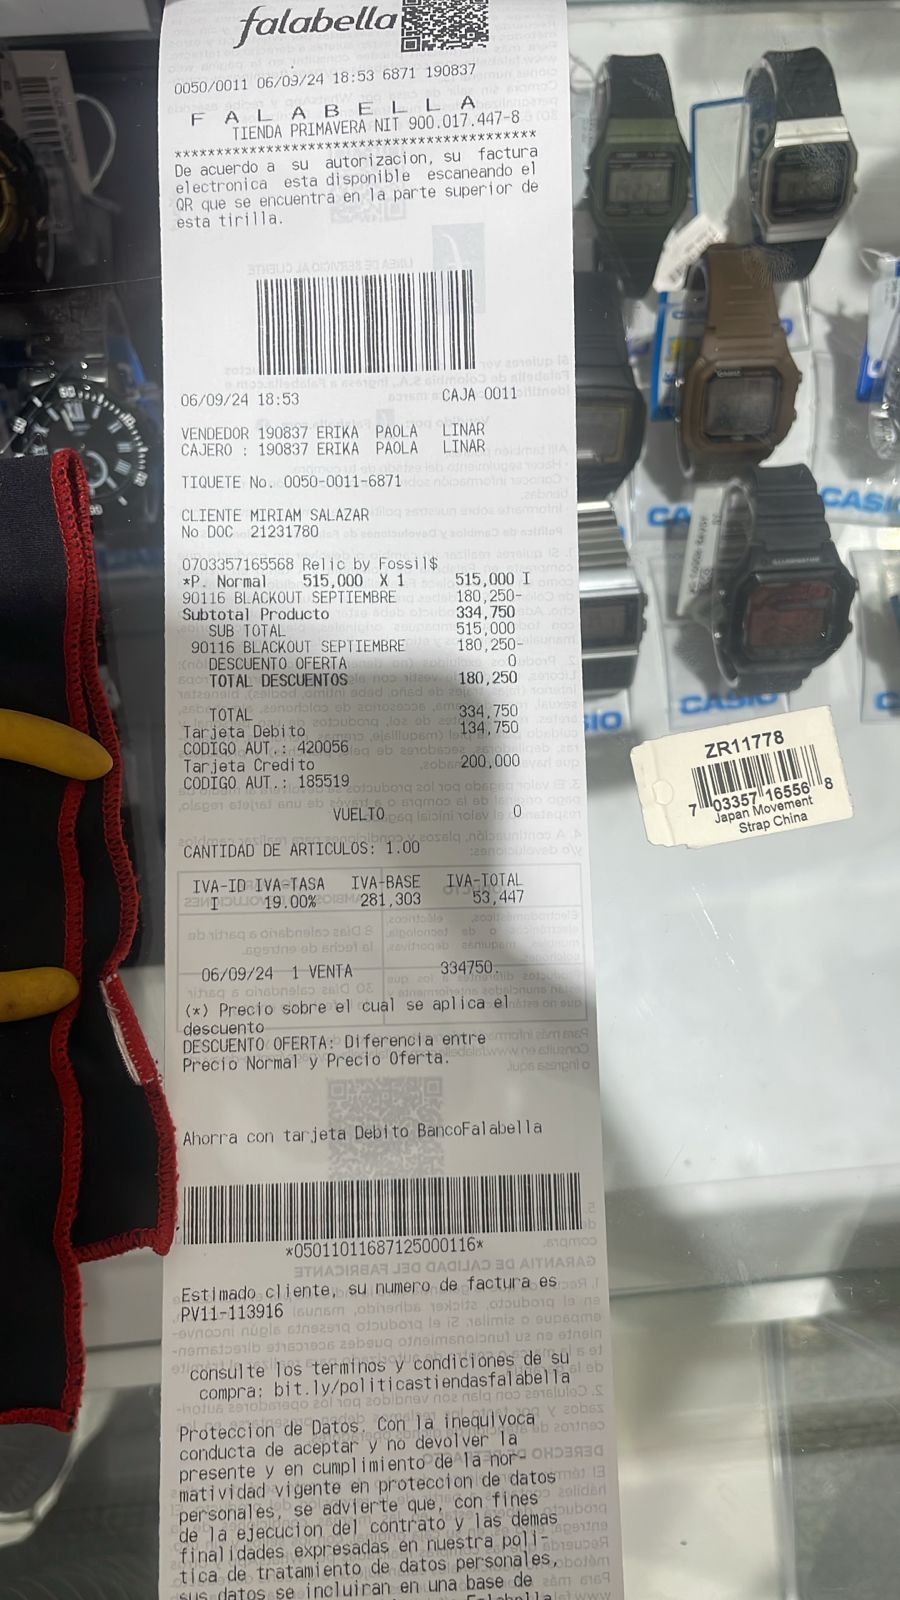 falabella
0050/0011 06/09/24 18:53 6871 190837
F A L A B E L L A
TIENDA PRIMAVERA NIT 900.017.447-8
*******************************************
De acuerdo a su autorizacion, su factura
electronica esta disponible escaneando el
QR que se encuentra en la parte superior de
esta tirilla.
06/09/24 18:53 CAJA 0011
VENDEDOR 190837 ERIKA PAOLA LINAR
CAJERO : 190837 ERIKA PAOLA LINAR
TIQUETE No. 0050-0011-6871
CLIENTE MIRIAM SALAZAR
No DOC 21231780
0703357165568 Relic by Fossil$
*P. Normal 515,000 X 1 515,000 I
90116 BLACKOUT SEPTIEMBRE 180,250-
Subtotal Producto 334,750
SUB TOTAL 515,000
90116 BLACKOUT SEPTIEMBRE 180,250-
DESCUENTO OFERTA 0
TOTAL DESCUENTOS 180,250
TOTAL 334,750
Tarjeta Debito 134,750
CODIGO AUT.: 420056
Tarjeta Credito 200,000
CODIGO AUT.: 185519
VUELTO 0
CANTIDAD DE ARTICULOS: 1.00
IVA-ID IVA-TASA IVA-BASE IVA-TOTAL
I 19.00% 281,303 53,447
06/09/24 1 VENTA 334750.
(*) Precio sobre el cual se aplica el
descuento
DESCUENTO OFERTA: Diferencia entre
Precio Normal y Precio Oferta.
Ahorra con tarjeta Debito BancoFalabella
*05011011687125000116*
Estimado cliente, su numero de factura es
PV11-113916
consulte los terminos y condiciones de su
compra: bit.ly/politicastiendasfalabella
Proteccion de Datos. Con la inequivoca
conducta de aceptar y no devolver la
presente y en cumplimiento de la nor-
matividad vigente en proteccion de datos
personales, se advierte que, con fines
de la ejecucion del contrato y las demas
finalidades expresadas en nuestra poli-
tica de tratamiento de datos personales,
sus datos se incluiran en una base de
ZR11778
7 03357 16556 8
Japan Movement
Strap China
CASIO
CASIO